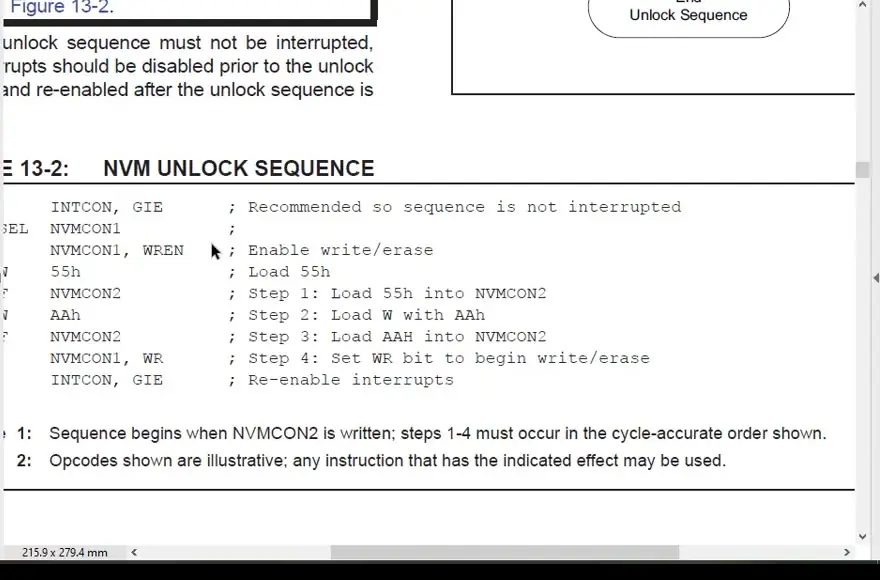 Figure 13-2.
End
Unlock Sequence
unlock sequence must not be interrupted,
rupts should be disabled prior to the unlock
and re-enabled after the unlock sequence is
E 13-2: NVM UNLOCK SEQUENCE
INTCON, GIE ; Recommended so sequence is not interrupted
SEL NVMCON1 ;
NVMCON1, WREN ; Enable write/erase
W 55h ; Load 55h
F NVMCON2 ; Step 1: Load 55h into NVMCON2
W AAh ; Step 2: Load W with AAh
F NVMCON2 ; Step 3: Load AAH into NVMCON2
NVMCON1, WR ; Step 4: Set WR bit to begin write/erase
INTCON, GIE ; Re-enable interrupts
1: Sequence begins when NVMCON2 is written; steps 1-4 must occur in the cycle-accurate order shown.
2: Opcodes shown are illustrative; any instruction that has the indicated effect may be used.
215.9 x 279.4 mm